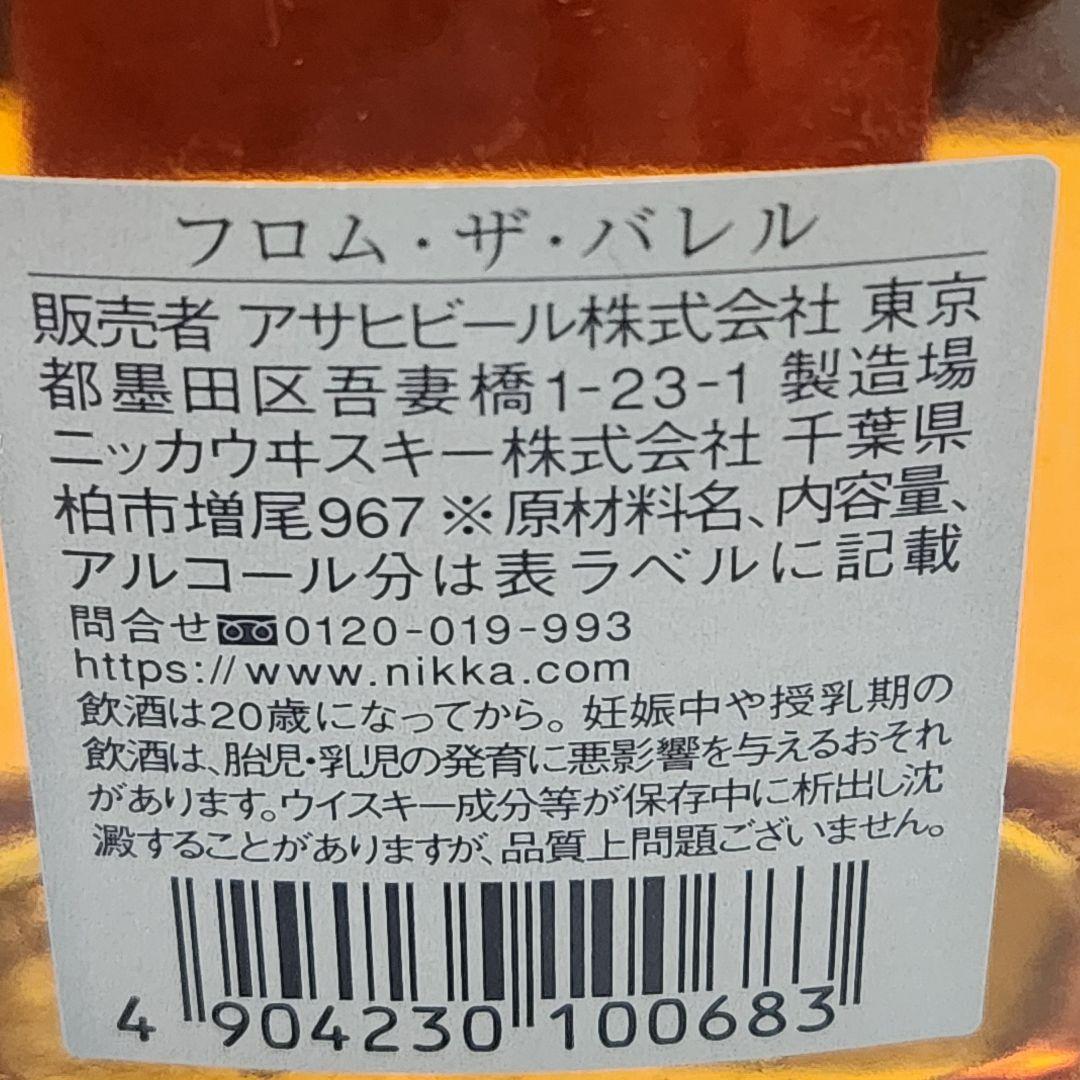 フロム・ザ・バレル
販売者 アサヒビール株式会社 東京
都墨田区吾妻橋1-23-1 製造場
ニッカウヰスキー株式会社 千葉県
柏市増尾967 ※原材料名、内容量、
アルコール分は表ラベルに記載
問合せ 0120-019-993
https://www.nikka.com
飲酒は20歳になってから。妊娠中や授乳期の
飲酒は、胎児・乳児の発育に悪影響を与えるおそれ
があります。ウイスキー成分等が保存中に析出し沈
澱することがありますが、品質上問題ございません。
4 904230 100683